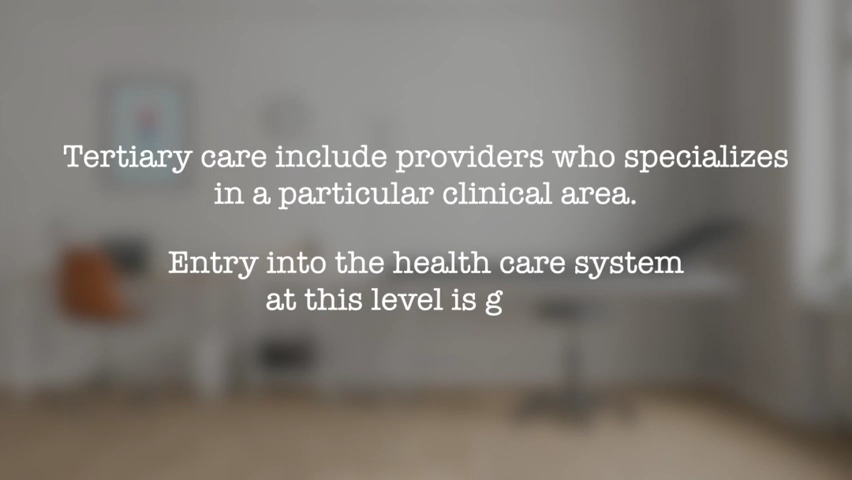 Tertiary care include providers who specializes
in a particular clinical area.
Entry into the health care system
at this level is g